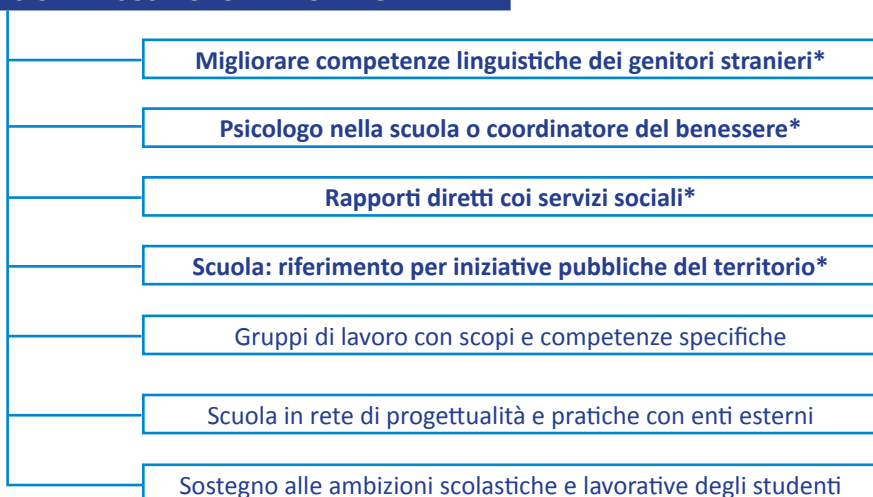 Migliorare competenze linguistiche dei genitori stranieri*
Psicologo nella scuola o coordinatore del benessere*
Rapporti diretti coi servizi sociali*
Scuola: riferimento per iniziative pubbliche del territorio*
Gruppi di lavoro con scopi e competenze specifiche
Scuola in rete di progettualità e pratiche con enti esterni
Sostegno alle ambizioni scolastiche e lavorative degli studenti